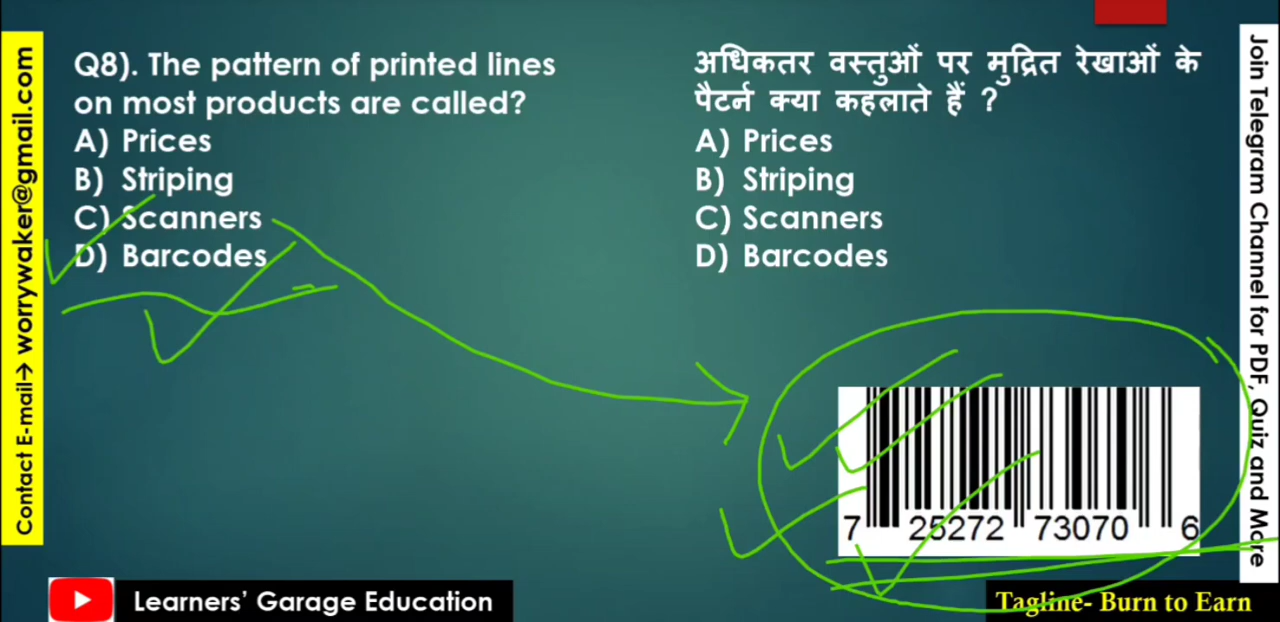 Q8). The pattern of printed lines
on most products are called?
A) Prices
B) Striping
C) Scanners
D) Barcodes
अधिकतर वस्तुओं पर मुद्रित रेखाओं के
पैटर्न क्या कहलाते हैं ?
A) Prices
B) Striping
C) Scanners
D) Barcodes
7 25272 73070 6
Contact E-mail→ worrywaker@gmail.com
Join Telegram Channel for PDF, Quiz and More
Learners' Garage Education
Tagline- Burn to Earn